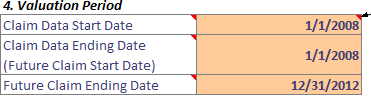 4. Valuation Period
Claim Data Start Date 1/1/2008
Claim Data Ending Date
(Future Claim Start Date) 1/1/2008
Future Claim Ending Date 12/31/2012